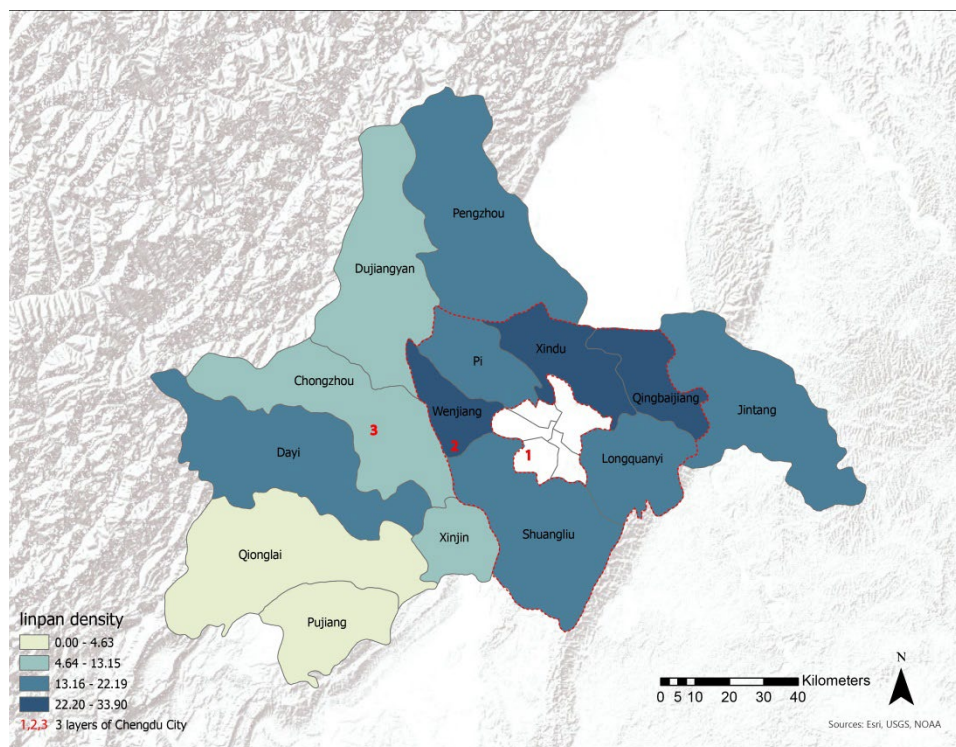 Pengzhou
Dujiangyan
Xindu
Pi
Chongzhou
Qingbaijiang
Jintang
Wenjiang
3
2
1
Dayi
Longquanyi
Xinjin
Shuangliu
Qionglai
Pujiang
linpan density
0.00 - 4.63
4.64 - 13.15
13.16 - 22.19
22.20 - 33.90
1,2,3 3 layers of Chengdu City
N
Kilometers
0 5 10 20 30 40
Sources: Esri, USGS, NOAA